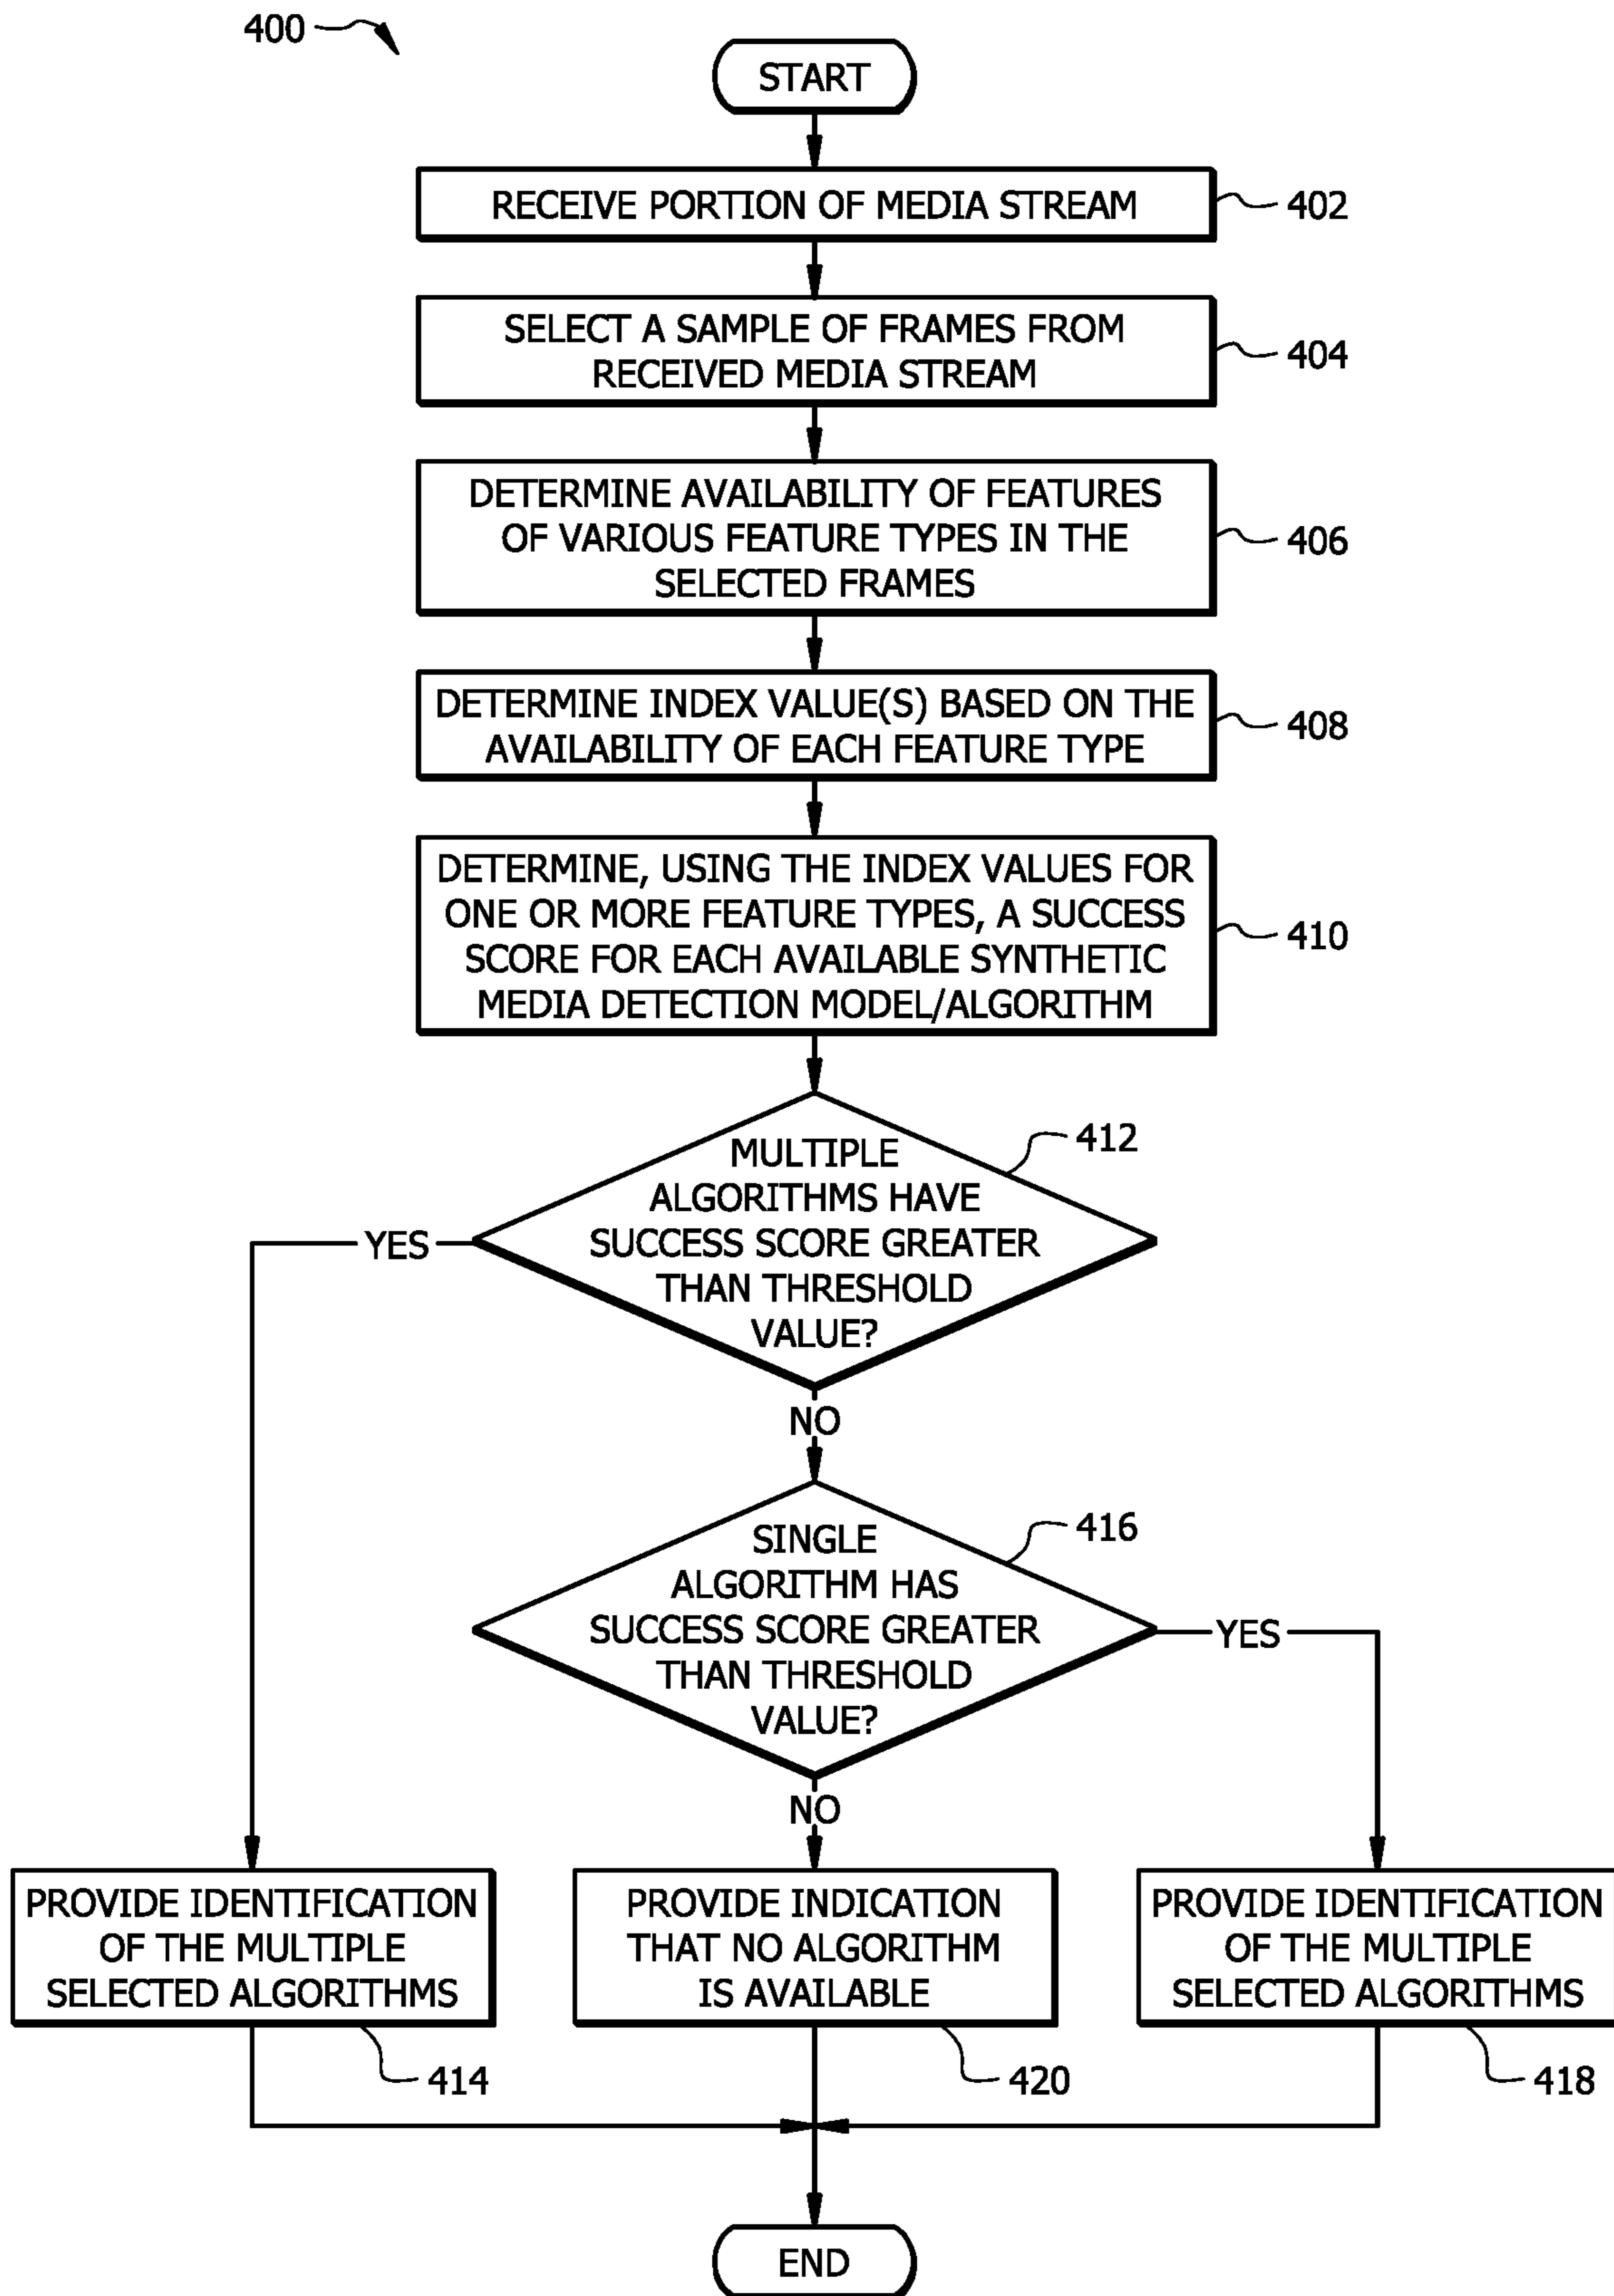 400
START
RECEIVE PORTION OF MEDIA STREAM
402
SELECT A SAMPLE OF FRAMES FROM
RECEIVED MEDIA STREAM
404
DETERMINE AVAILABILITY OF FEATURES
OF VARIOUS FEATURE TYPES IN THE
SELECTED FRAMES
406
DETERMINE INDEX VALUE(S) BASED ON THE
AVAILABILITY OF EACH FEATURE TYPE
408
DETERMINE, USING THE INDEX VALUES FOR
ONE OR MORE FEATURE TYPES, A SUCCESS
SCORE FOR EACH AVAILABLE SYNTHETIC
MEDIA DETECTION MODEL/ALGORITHM
410
MULTIPLE
ALGORITHMS HAVE
SUCCESS SCORE GREATER
THAN THRESHOLD
VALUE?
412
YES
NO
SINGLE
ALGORITHM HAS
SUCCESS SCORE GREATER
THAN THRESHOLD
VALUE?
416
YES
NO
PROVIDE IDENTIFICATION
OF THE MULTIPLE
SELECTED ALGORITHMS
414
PROVIDE INDICATION
THAT NO ALGORITHM
IS AVAILABLE
420
PROVIDE IDENTIFICATION
OF THE MULTIPLE
SELECTED ALGORITHMS
418
END